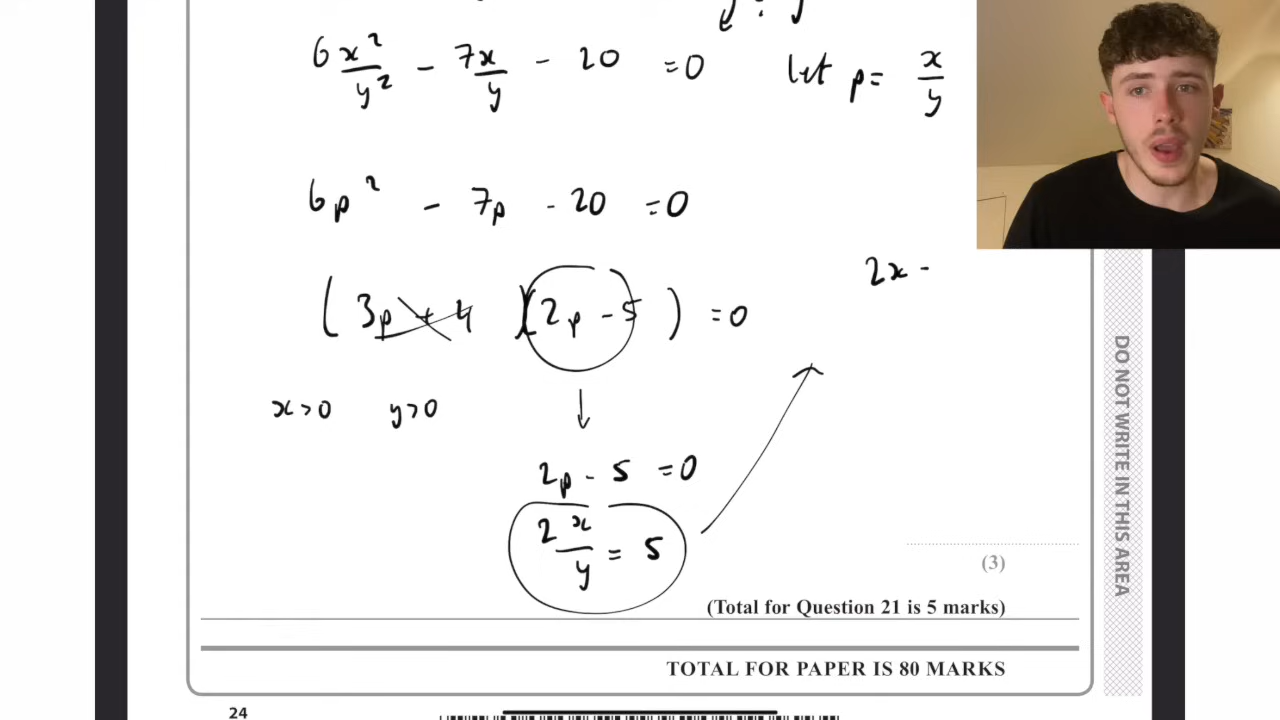 6x²/y² - 7x/y - 20 = 0 let p = x/y
6p² - 7p - 20 = 0
2x -
(3p + 4)(2p - 5) = 0
x > 0 y > 0
2p - 5 = 0
2 x/y = 5
(3)
(Total for Question 21 is 5 marks)
TOTAL FOR PAPER IS 80 MARKS
24
DO NOT WRITE IN THIS AREA